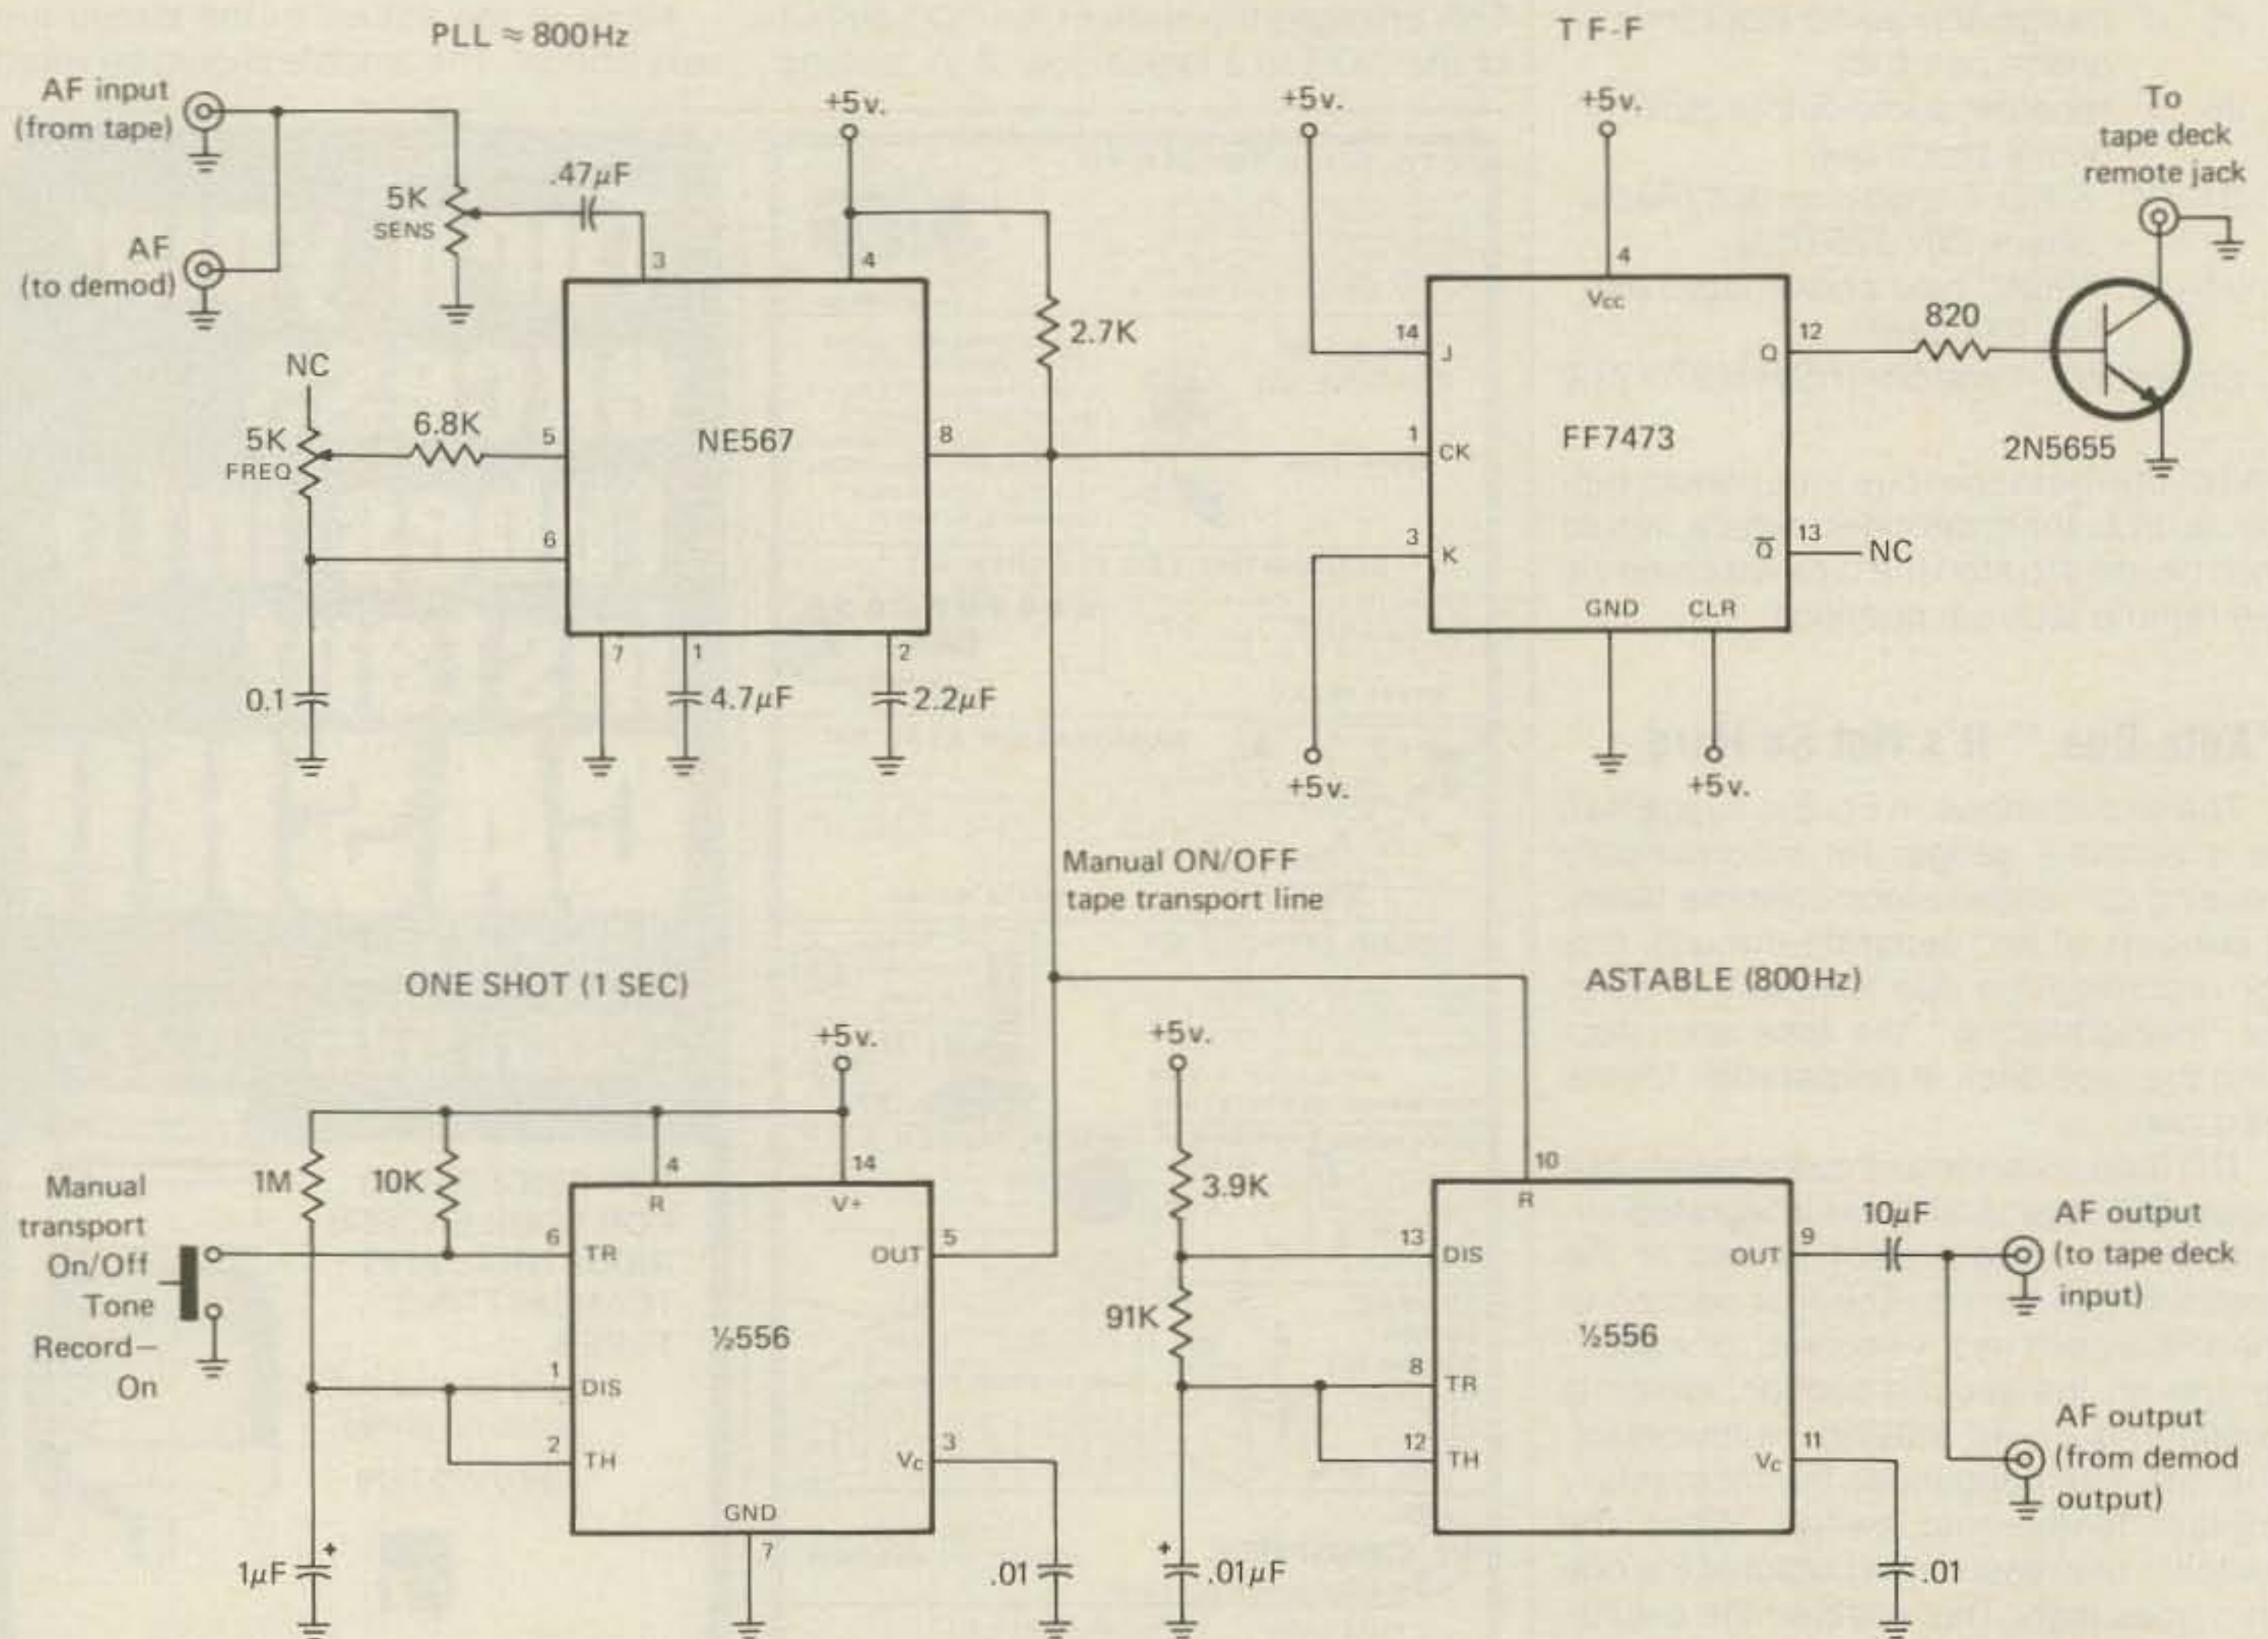 PLL ≈ 800Hz
T F-F
AF input
(from tape)
AF
(to demod)
5K
SENS
.47µF
+5v.
3
4
2.7K
NC
5K
FREQ
6.8K
5
6
NE567
8
7
1
2
0.1
4.7µF
2.2µF
+5v.
+5v.
4
Vcc
14
J
1
CK
3
K
FF7473
Q
12
820
Q̅
13
NC
GND
CLR
+5v.
+5v.
To
tape deck
remote jack
2N5655
Manual ON/OFF
tape transport line
ONE SHOT (1 SEC)
ASTABLE (800Hz)
+5v.
1M
10K
4
R
14
V+
Manual
transport
On/Off
Tone
Record—
On
6
TR
OUT
5
½556
1
DIS
2
TH
Vc
3
GND
7
1µF
+
.01
+5v.
3.9K
91K
10
R
13
DIS
OUT
9
½556
8
TR
12
TH
Vc
11
+
.01µF
.01
10µF
AF output
(to tape deck
input)
AF output
(from demod
output)